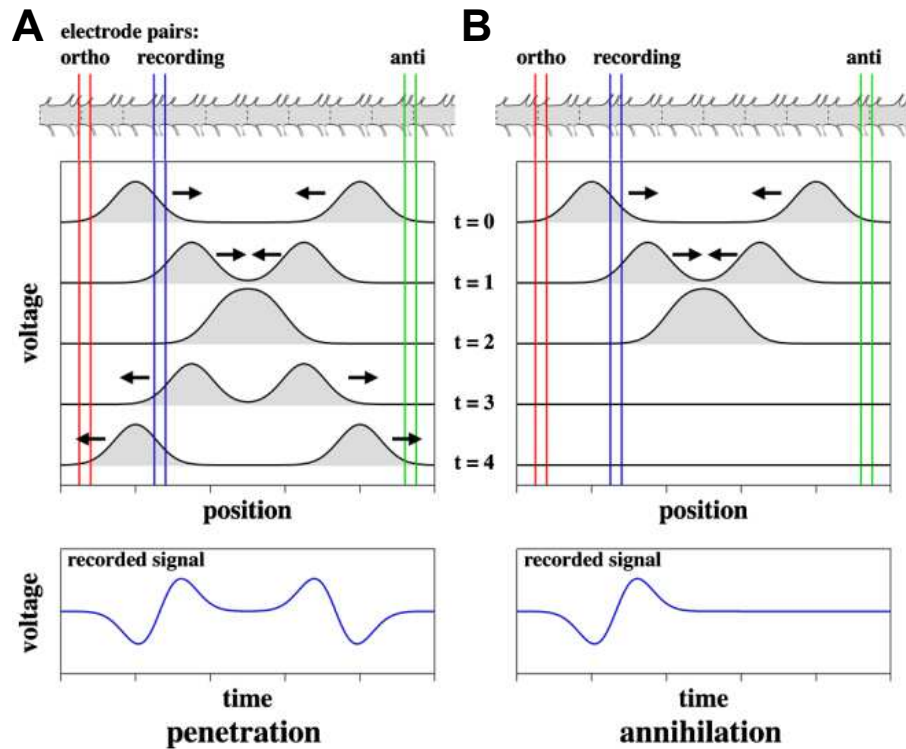 A
electrode pairs:
ortho recording anti
voltage
t = 0
t = 1
t = 2
t = 3
t = 4
position
recorded signal
voltage
time
penetration
B
ortho recording anti
position
recorded signal
time
annihilation